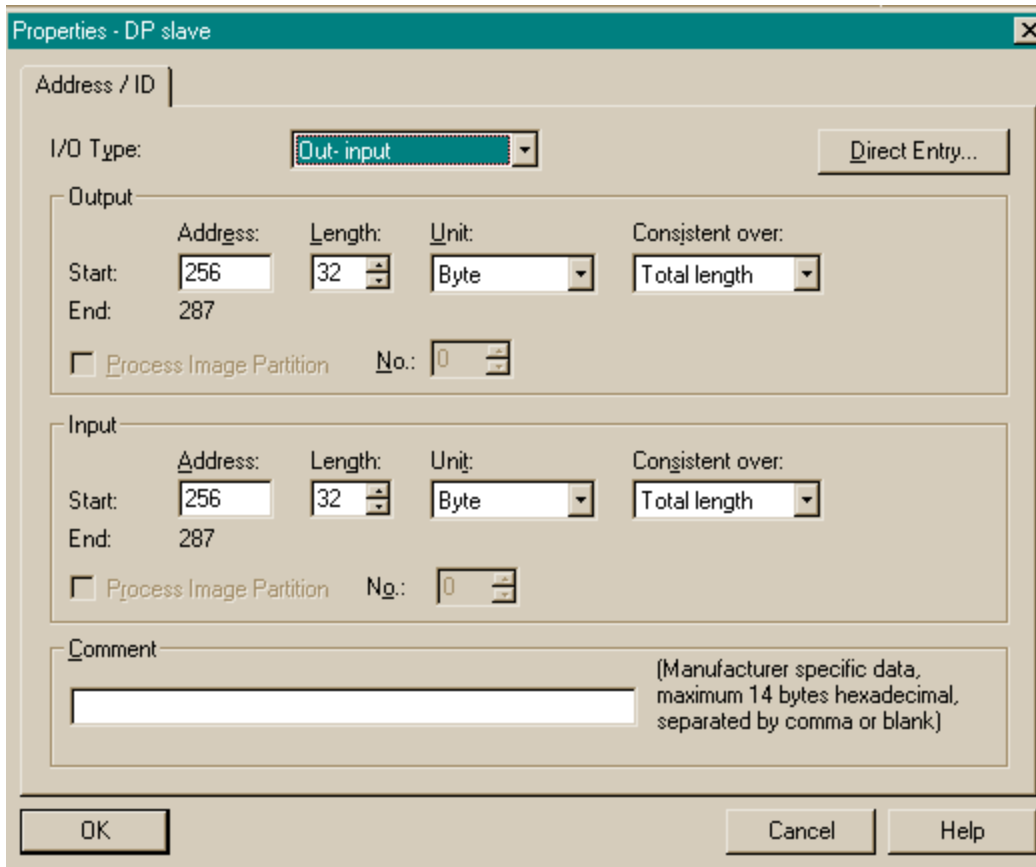 Properties - DP slave
Address / ID
I/O Type: Out- input Direct Entry...
Output
Address: Length: Unit: Consistent over:
Start: 256 32 Byte Total length
End: 287
Process Image Partition No.: 0
Input
Address: Length: Unit: Consistent over:
Start: 256 32 Byte Total length
End: 287
Process Image Partition No.: 0
Comment
(Manufacturer specific data,
maximum 14 bytes hexadecimal,
separated by comma or blank)
OK Cancel Help